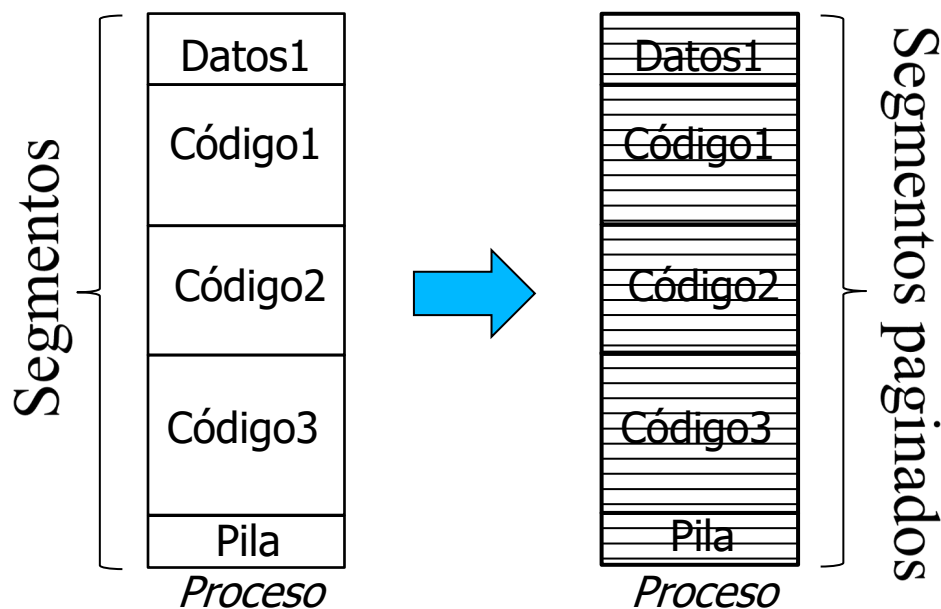 Segmentos
Datos1
Código1
Código2
Código3
Pila
Proceso
Datos1
Código1
Código2
Código3
Pila
Proceso
Segmentos paginados